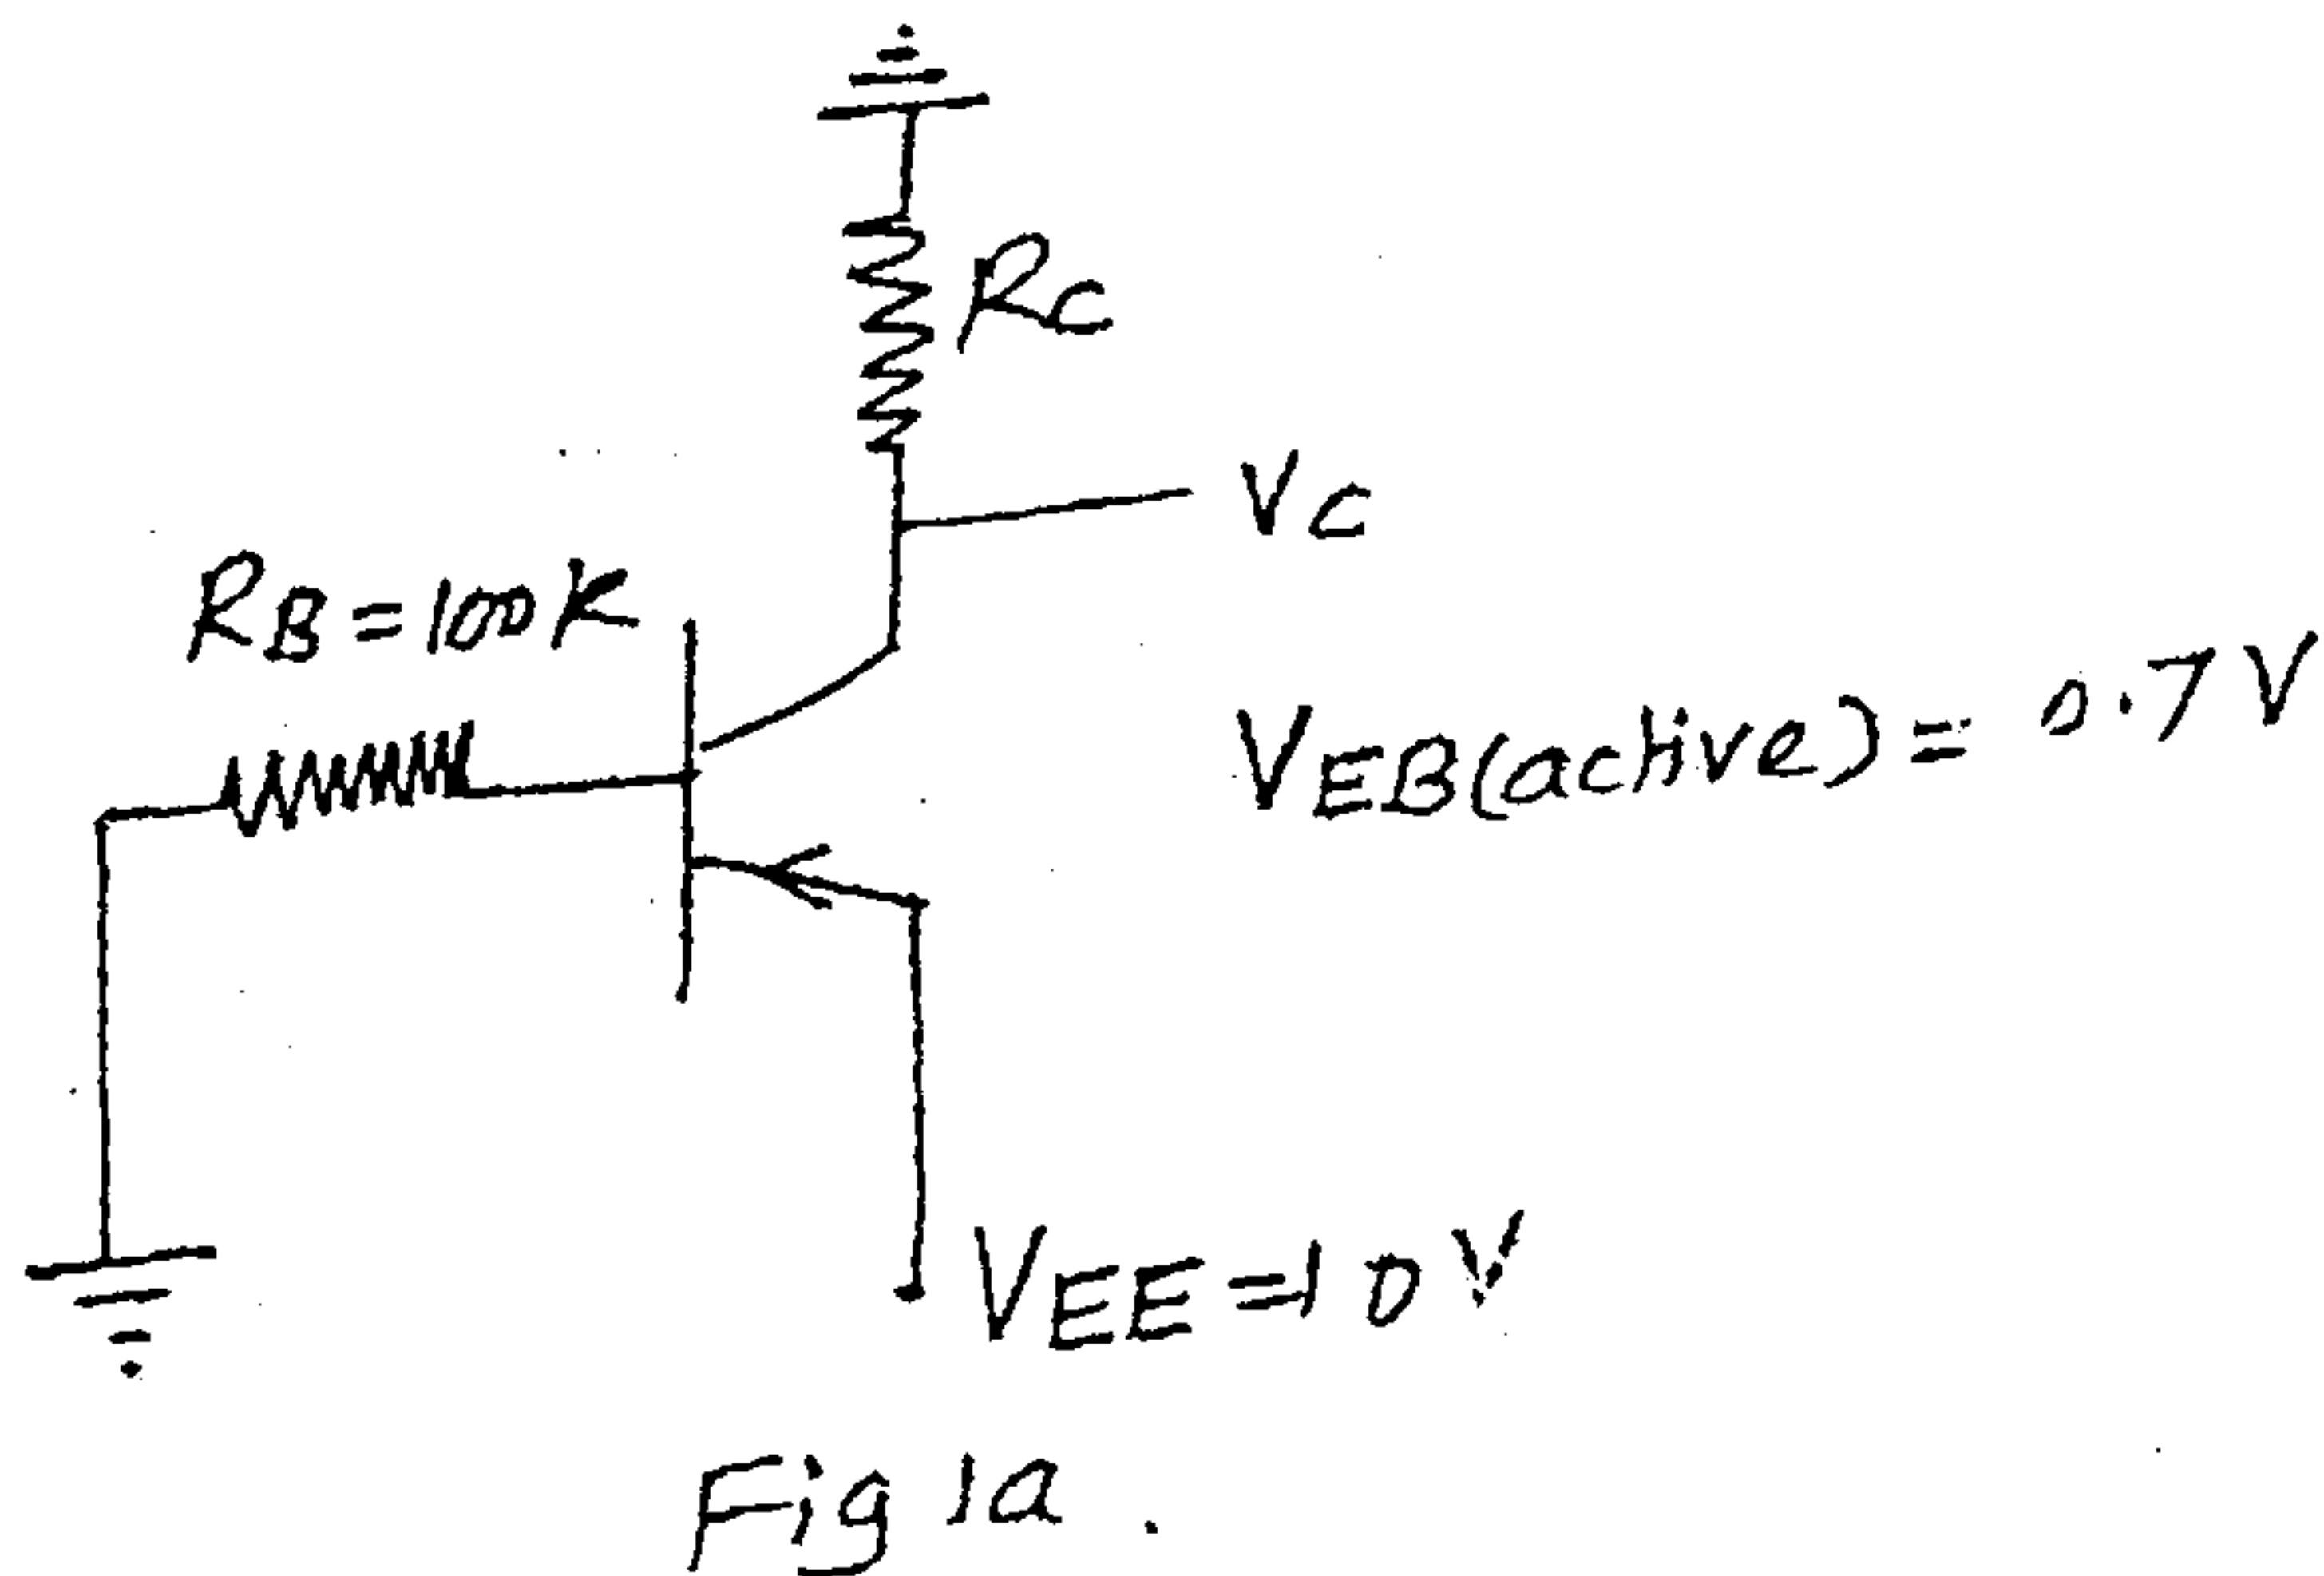 RC
VC
RB=100K
VEB(active)= 0.7V
VEE=10V
Fig 1a.